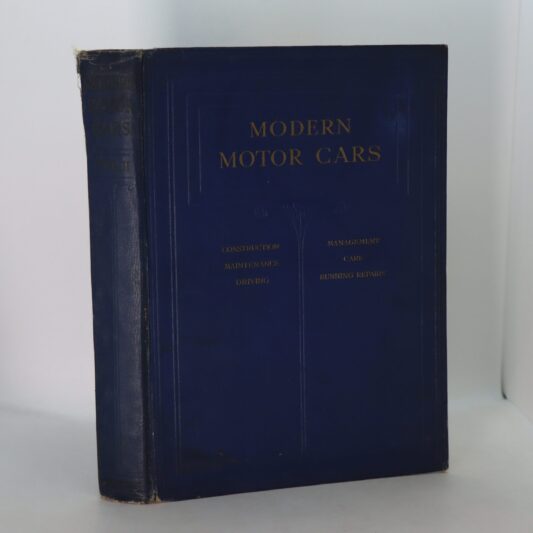 MODERN
MOTOR CARS
CONSTRUCTION
MAINTENANCE
DRIVING
MANAGEMENT
CARE
RUNNING REPAIRS